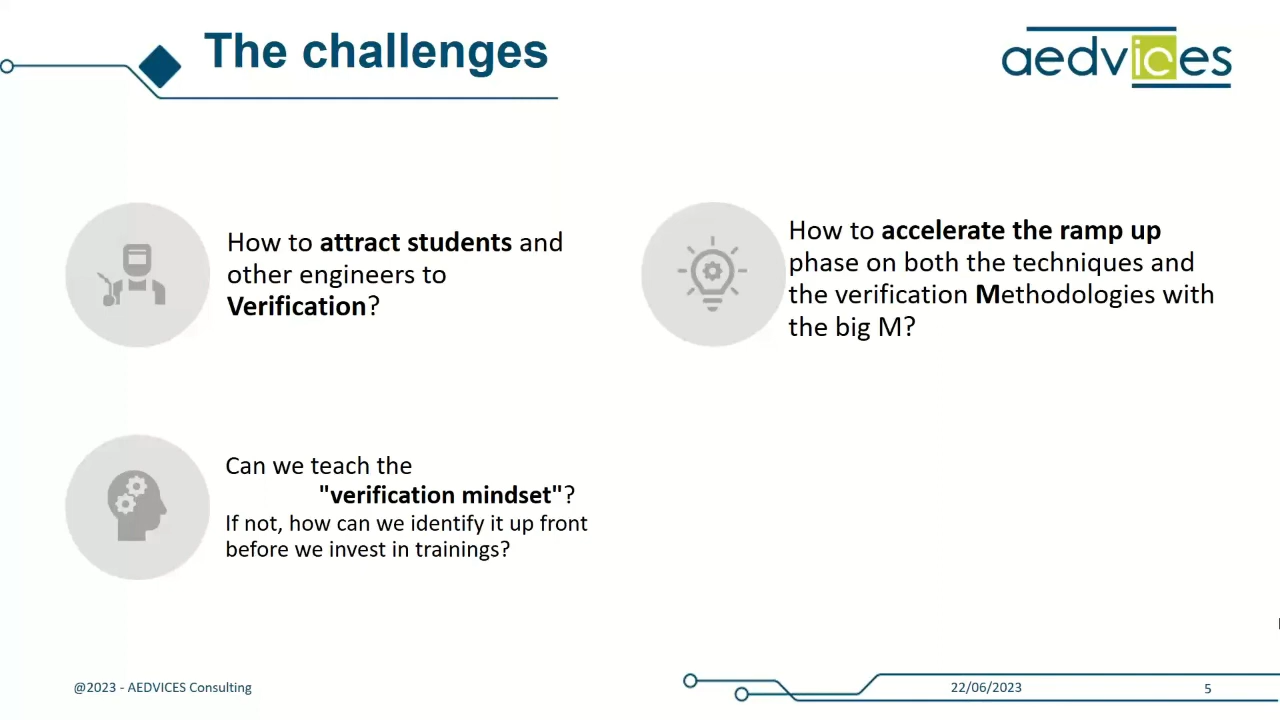 The challenges
aedvices
How to attract students and
other engineers to
Verification?
How to accelerate the ramp up
phase on both the techniques and
the verification Methodologies with
the big M?
Can we teach the
"verification mindset"?
If not, how can we identify it up front
before we invest in trainings?
@2023 - AEDVICES Consulting
22/06/2023
5